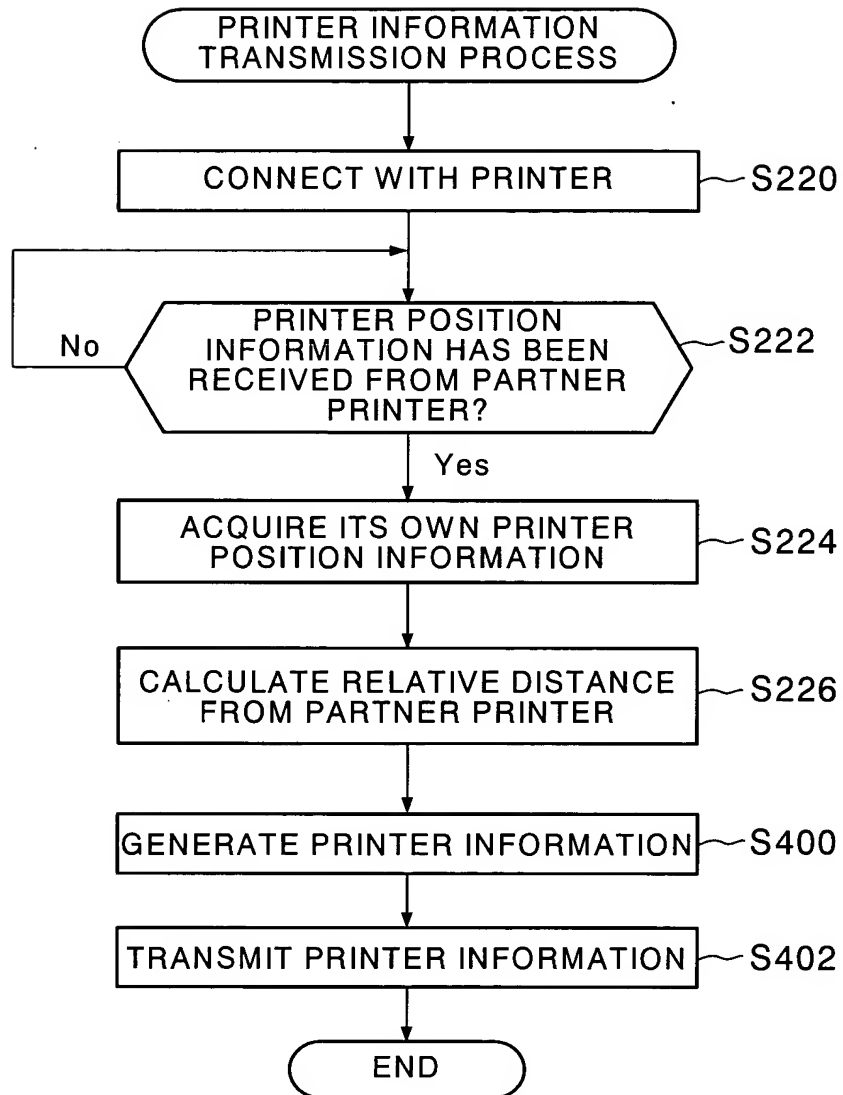 PRINTER INFORMATION
TRANSMISSION PROCESS
CONNECT WITH PRINTER
S220
PRINTER POSITION
INFORMATION HAS BEEN
RECEIVED FROM PARTNER
PRINTER?
S222
No
Yes
ACQUIRE ITS OWN PRINTER
POSITION INFORMATION
S224
CALCULATE RELATIVE DISTANCE
FROM PARTNER PRINTER
S226
GENERATE PRINTER INFORMATION
S400
TRANSMIT PRINTER INFORMATION
S402
END